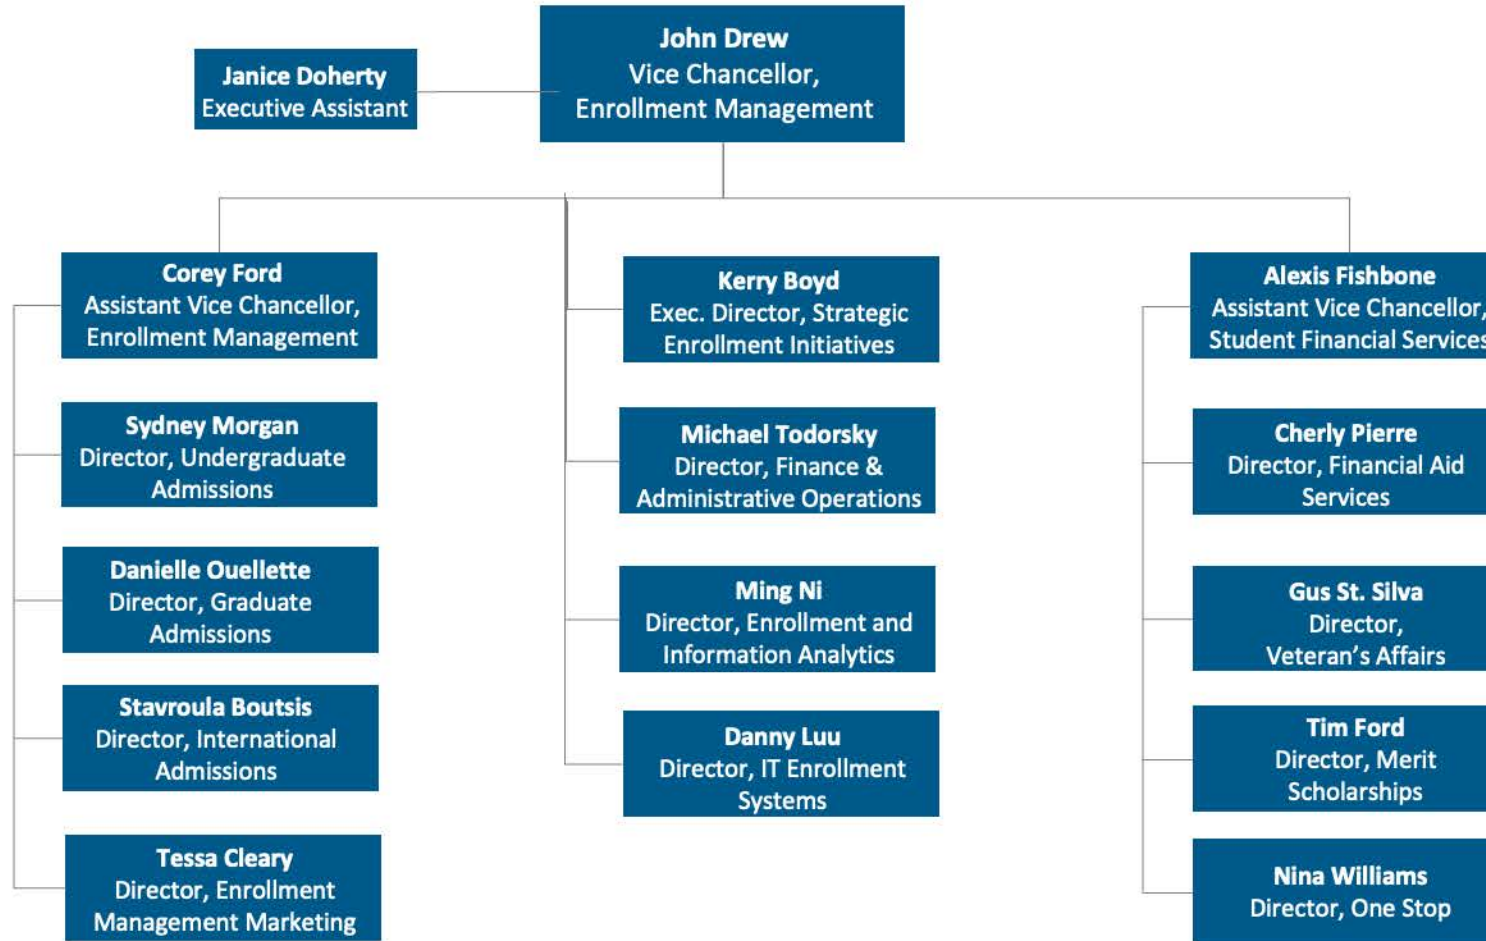 John Drew
Vice Chancellor,
Enrollment Management
Janice Doherty
Executive Assistant
Corey Ford
Assistant Vice Chancellor,
Enrollment Management
Sydney Morgan
Director, Undergraduate
Admissions
Danielle Ouellette
Director, Graduate
Admissions
Stavroula Boutsis
Director, International
Admissions
Tessa Cleary
Director, Enrollment
Management Marketing
Kerry Boyd
Exec. Director, Strategic
Enrollment Initiatives
Michael Todorsky
Director, Finance &
Administrative Operations
Ming Ni
Director, Enrollment and
Information Analytics
Danny Luu
Director, IT Enrollment
Systems
Alexis Fishbone
Assistant Vice Chancellor,
Student Financial Services
Cherly Pierre
Director, Financial Aid
Services
Gus St. Silva
Director,
Veteran’s Affairs
Tim Ford
Director, Merit
Scholarships
Nina Williams
Director, One Stop